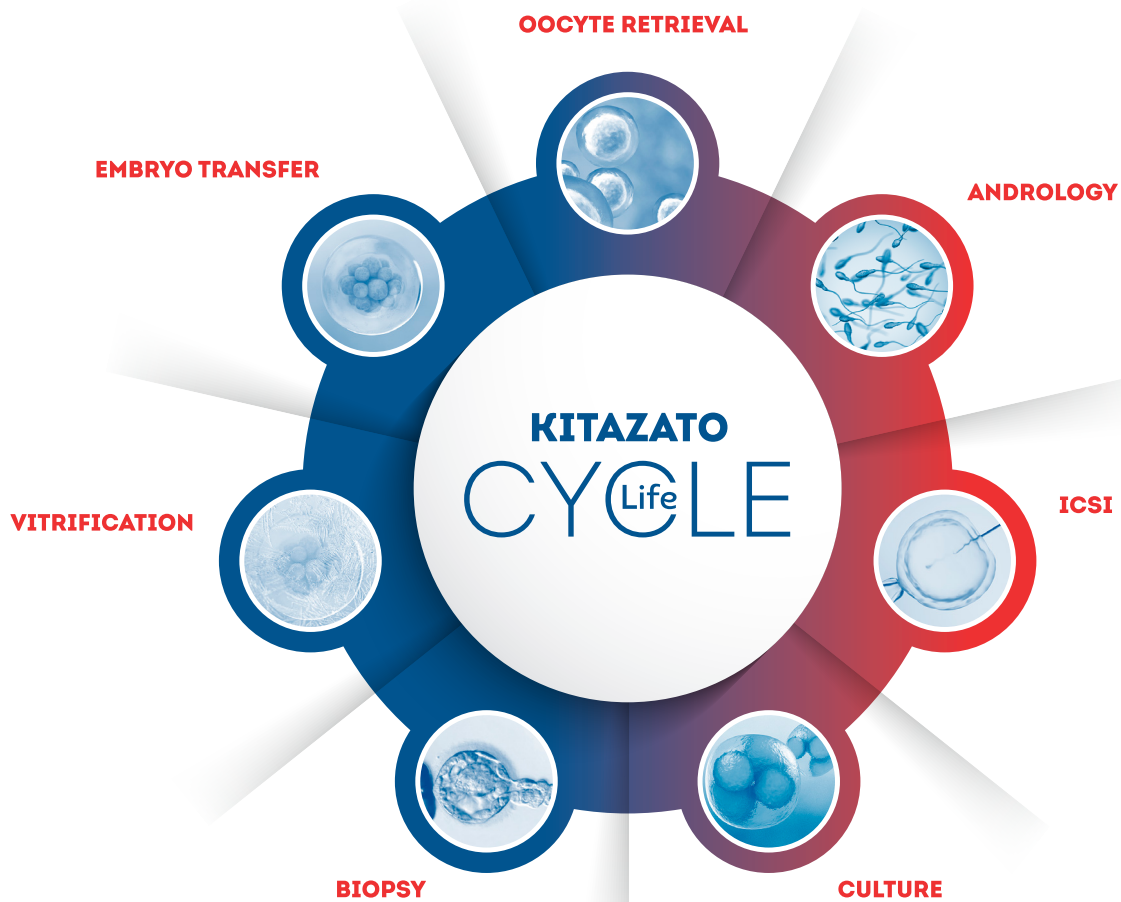 OOCYTE RETRIEVAL
EMBRYO TRANSFER
ANDROLOGY
KITAZATO
CYCLE
Life
VITRIFICATION
ICSI
BIOPSY
CULTURE